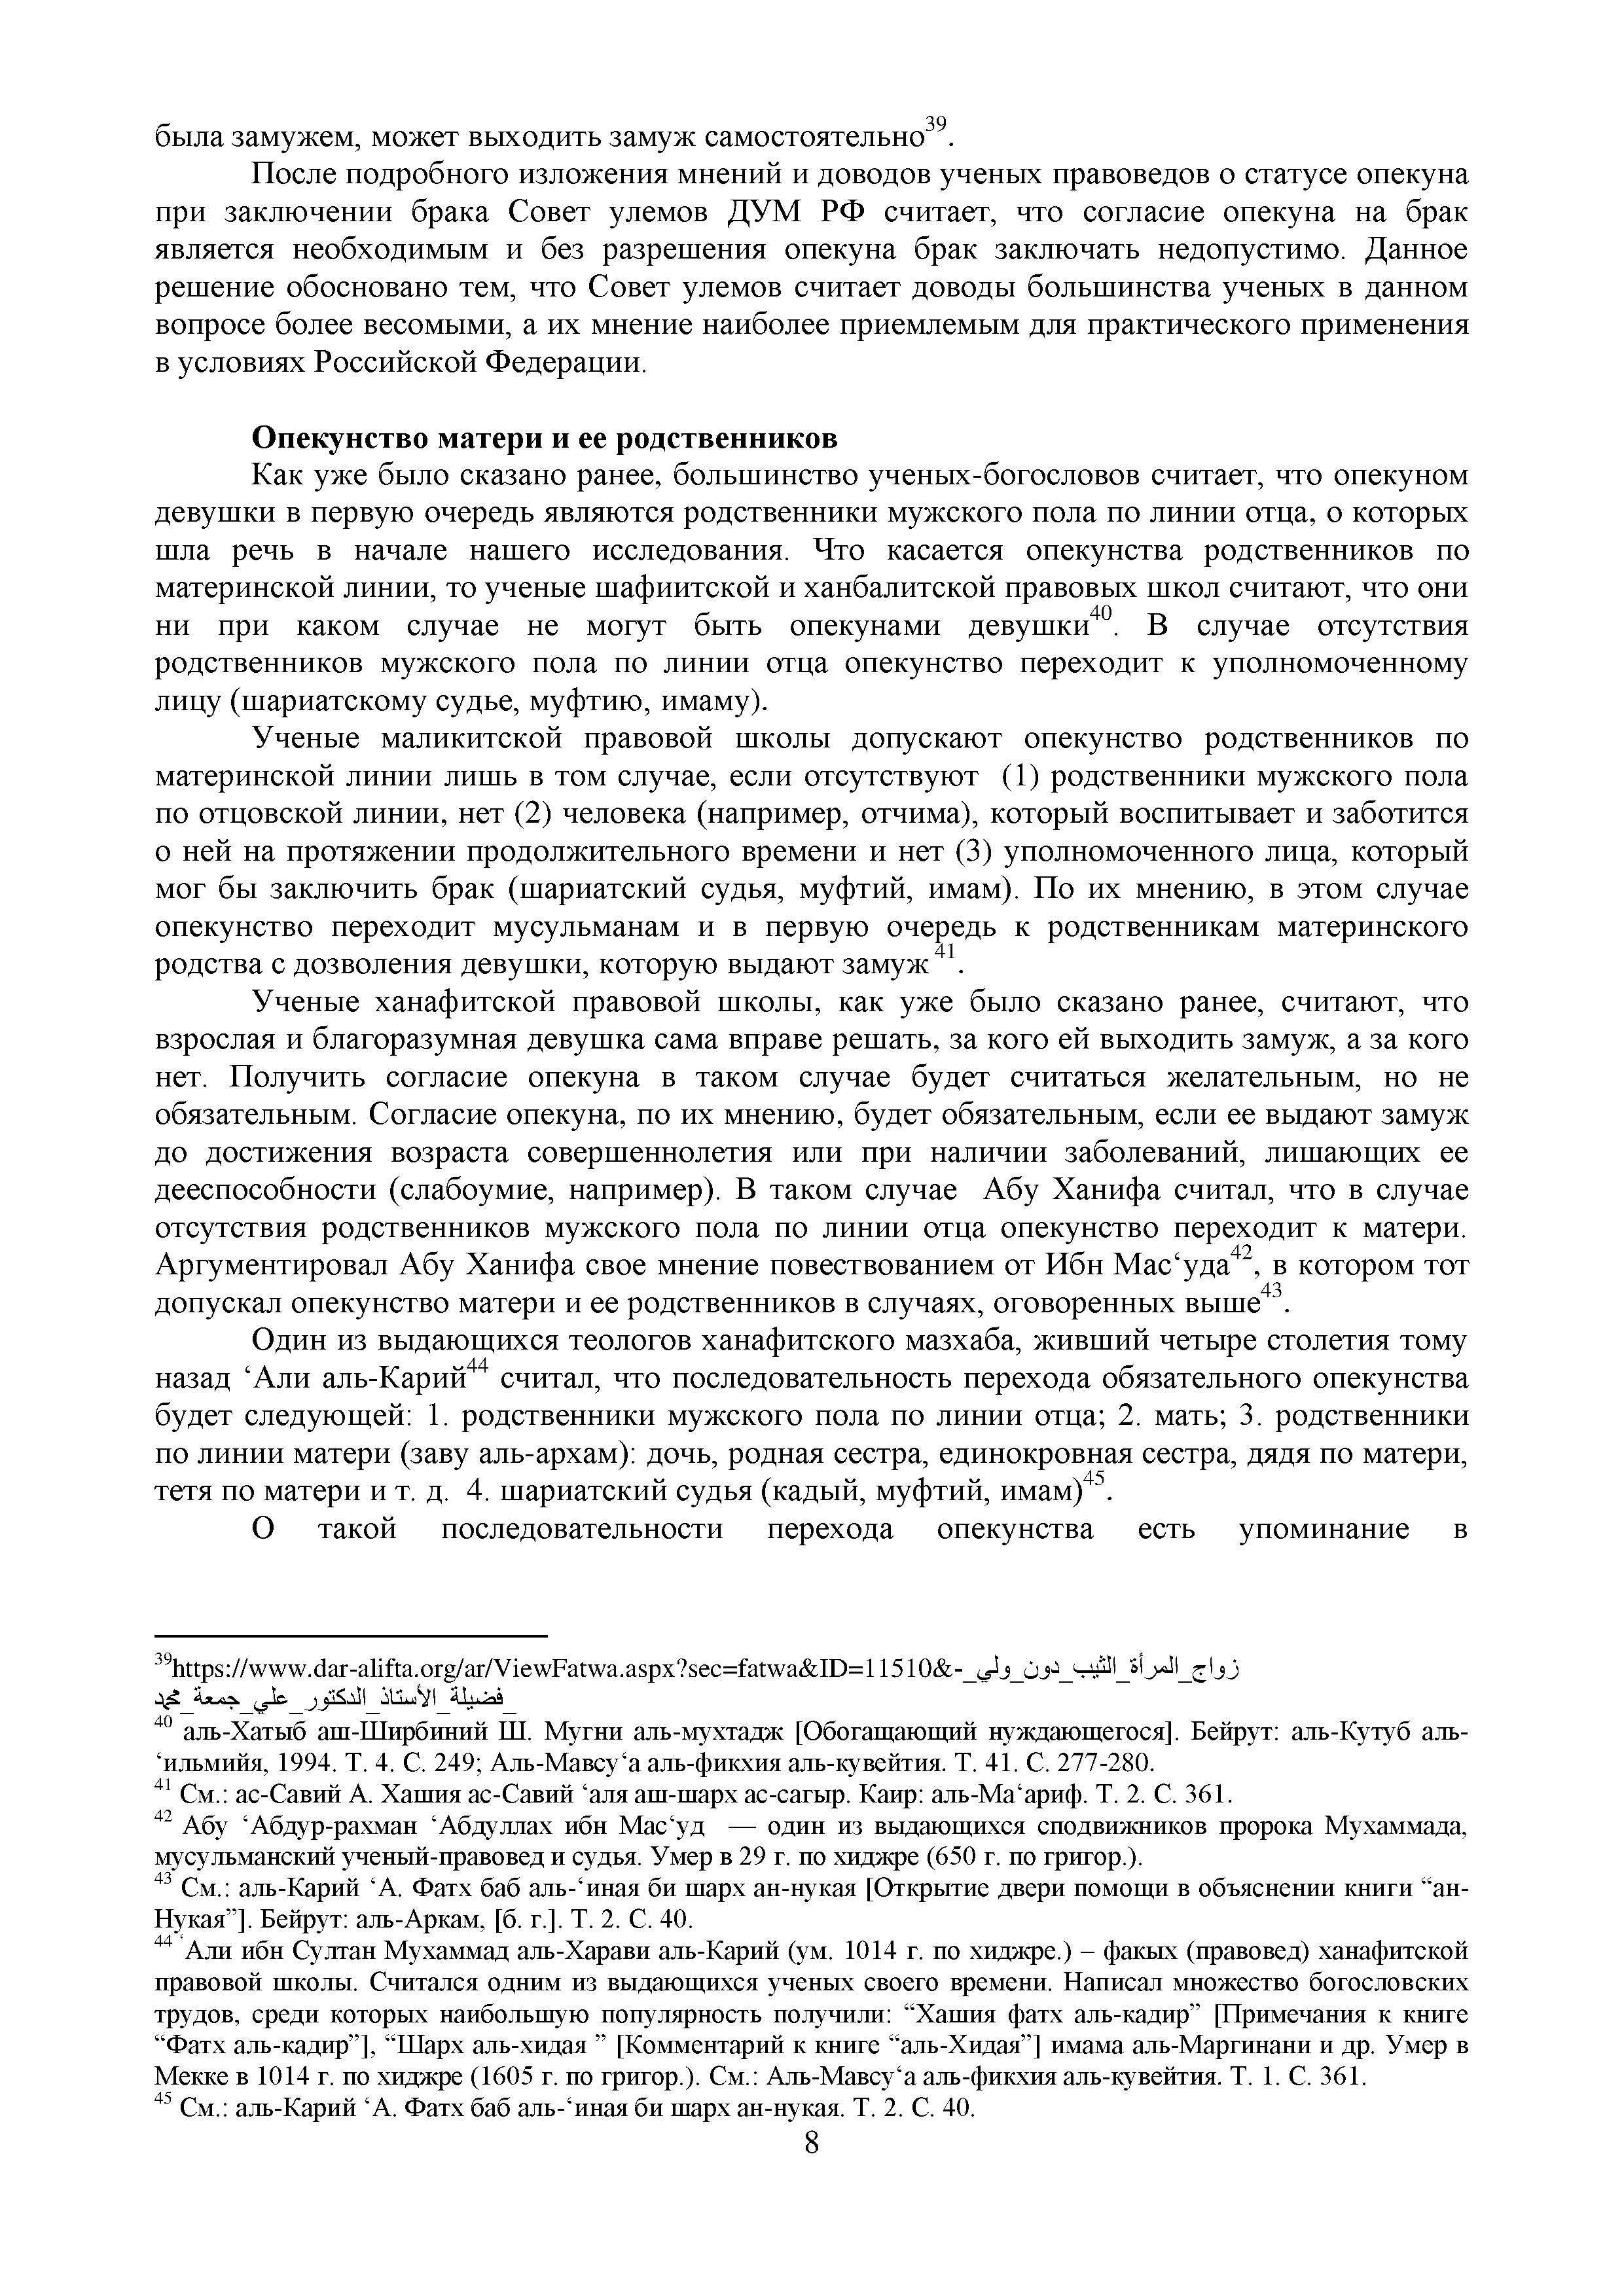 была замужем, может выходить замуж самостоятельно39.
После подробного изложения мнений и доводов ученых правоведов о статусе опекуна
при заключении брака Совет улемов ДУМ РФ считает, что согласие опекуна на брак
является необходимым и без разрешения опекуна брак заключать недопустимо. Данное
решение обосновано тем, что Совет улемов считает доводы большинства ученых в данном
вопросе более весомыми, а их мнение наиболее приемлемым для практического применения
в условиях Российской Федерации.
Опекунство матери и ее родственников
Как уже было сказано ранее, большинство ученых-богословов считает, что опекуном
девушки в первую очередь являются родственники мужского пола по линии отца, о которых
шла речь в начале нашего исследования. Что касается опекунства родственников по
материнской линии, то ученые шафиитской и ханбалитской правовых школ считают, что они
ни при каком случае не могут быть опекунами девушки40. В случае отсутствия
родственников мужского пола по линии отца опекунство переходит к уполномоченному
лицу (шариатскому судье, муфтию, имаму).
Ученые маликитской правовой школы допускают опекунство родственников по
материнской линии лишь в том случае, если отсутствуют (1) родственники мужского пола
по отцовской линии, нет (2) человека (например, отчима), который воспитывает и заботится
о ней на протяжении продолжительного времени и нет (3) уполномоченного лица, который
мог бы заключить брак (шариатский судья, муфтий, имам). По их мнению, в этом случае
опекунство переходит мусульманам и в первую очередь к родственникам материнского
родства с дозволения девушки, которую выдают замуж 41.
Ученые ханафитской правовой школы, как уже было сказано ранее, считают, что
взрослая и благоразумная девушка сама вправе решать, за кого ей выходить замуж, а за кого
нет. Получить согласие опекуна в таком случае будет считаться желательным, но не
обязательным. Согласие опекуна, по их мнению, будет обязательным, если ее выдают замуж
до достижения возраста совершеннолетия или при наличии заболеваний, лишающих ее
дееспособности (слабоумие, например). В таком случае Абу Ханифа считал, что в случае
отсутствия родственников мужского пола по линии отца опекунство переходит к матери.
Аргументировал Абу Ханифа свое мнение повествованием от Ибн Мас‘уда42, в котором тот
допускал опекунство матери и ее родственников в случаях, оговоренных выше43.
Один из выдающихся теологов ханафитского мазхаба, живший четыре столетия тому
назад ‘Али аль-Карий44 считал, что последовательность перехода обязательного опекунства
будет следующей: 1. родственники мужского пола по линии отца; 2. мать; 3. родственники
по линии матери (заву аль-архам): дочь, родная сестра, единокровная сестра, дядя по матери,
тетя по матери и т. д. 4. шариатский судья (кадый, муфтий, имам)45.
О такой последовательности перехода опекунства есть упоминание в
39https://www.dar-alifta.org/ar/ViewFatwa.aspx?sec=fatwa&ID=11510&-_زواج_المرأة_الثيب_دون_ولي
_فضيلة_الأستاذ_الدكتور_علي_جمعة_محمد
40 аль-Хатыб аш-Ширбиний Ш. Мугни аль-мухтадж [Обогащающий нуждающегося]. Бейрут: аль-Кутуб аль-
‘ильмийя, 1994. Т. 4. С. 249; Аль-Мавсу‘а аль-фикхия аль-кувейтия. Т. 41. С. 277-280.
41 См.: ас-Савий А. Хашия ас-Савий ‘аля аш-шарх ас-сагыр. Каир: аль-Ма‘ариф. Т. 2. С. 361.
42 Абу ‘Абдур-рахман ‘Абдуллах ибн Мас‘уд — один из выдающихся сподвижников пророка Мухаммада,
мусульманский ученый-правовед и судья. Умер в 29 г. по хиджре (650 г. по григор.).
43 См.: аль-Карий ‘А. Фатх баб аль-‘иная би шарх ан-нукая [Открытие двери помощи в объяснении книги “ан-
Нукая”]. Бейрут: аль-Аркам, [б. г.]. Т. 2. С. 40.
44 ‘Али ибн Султан Мухаммад аль-Харави аль-Карий (ум. 1014 г. по хиджре.) – факых (правовед) ханафитской
правовой школы. Считался одним из выдающихся ученых своего времени. Написал множество богословских
трудов, среди которых наибольшую популярность получили: “Хашия фатх аль-кадир” [Примечания к книге
“Фатх аль-кадир”], “Шарх аль-хидая ” [Комментарий к книге “аль-Хидая”] имама аль-Маргинани и др. Умер в
Мекке в 1014 г. по хиджре (1605 г. по григор.). См.: Аль-Мавсу‘а аль-фикхия аль-кувейтия. Т. 1. С. 361.
45 См.: аль-Карий ‘А. Фатх баб аль-‘иная би шарх ан-нукая. Т. 2. С. 40.
8